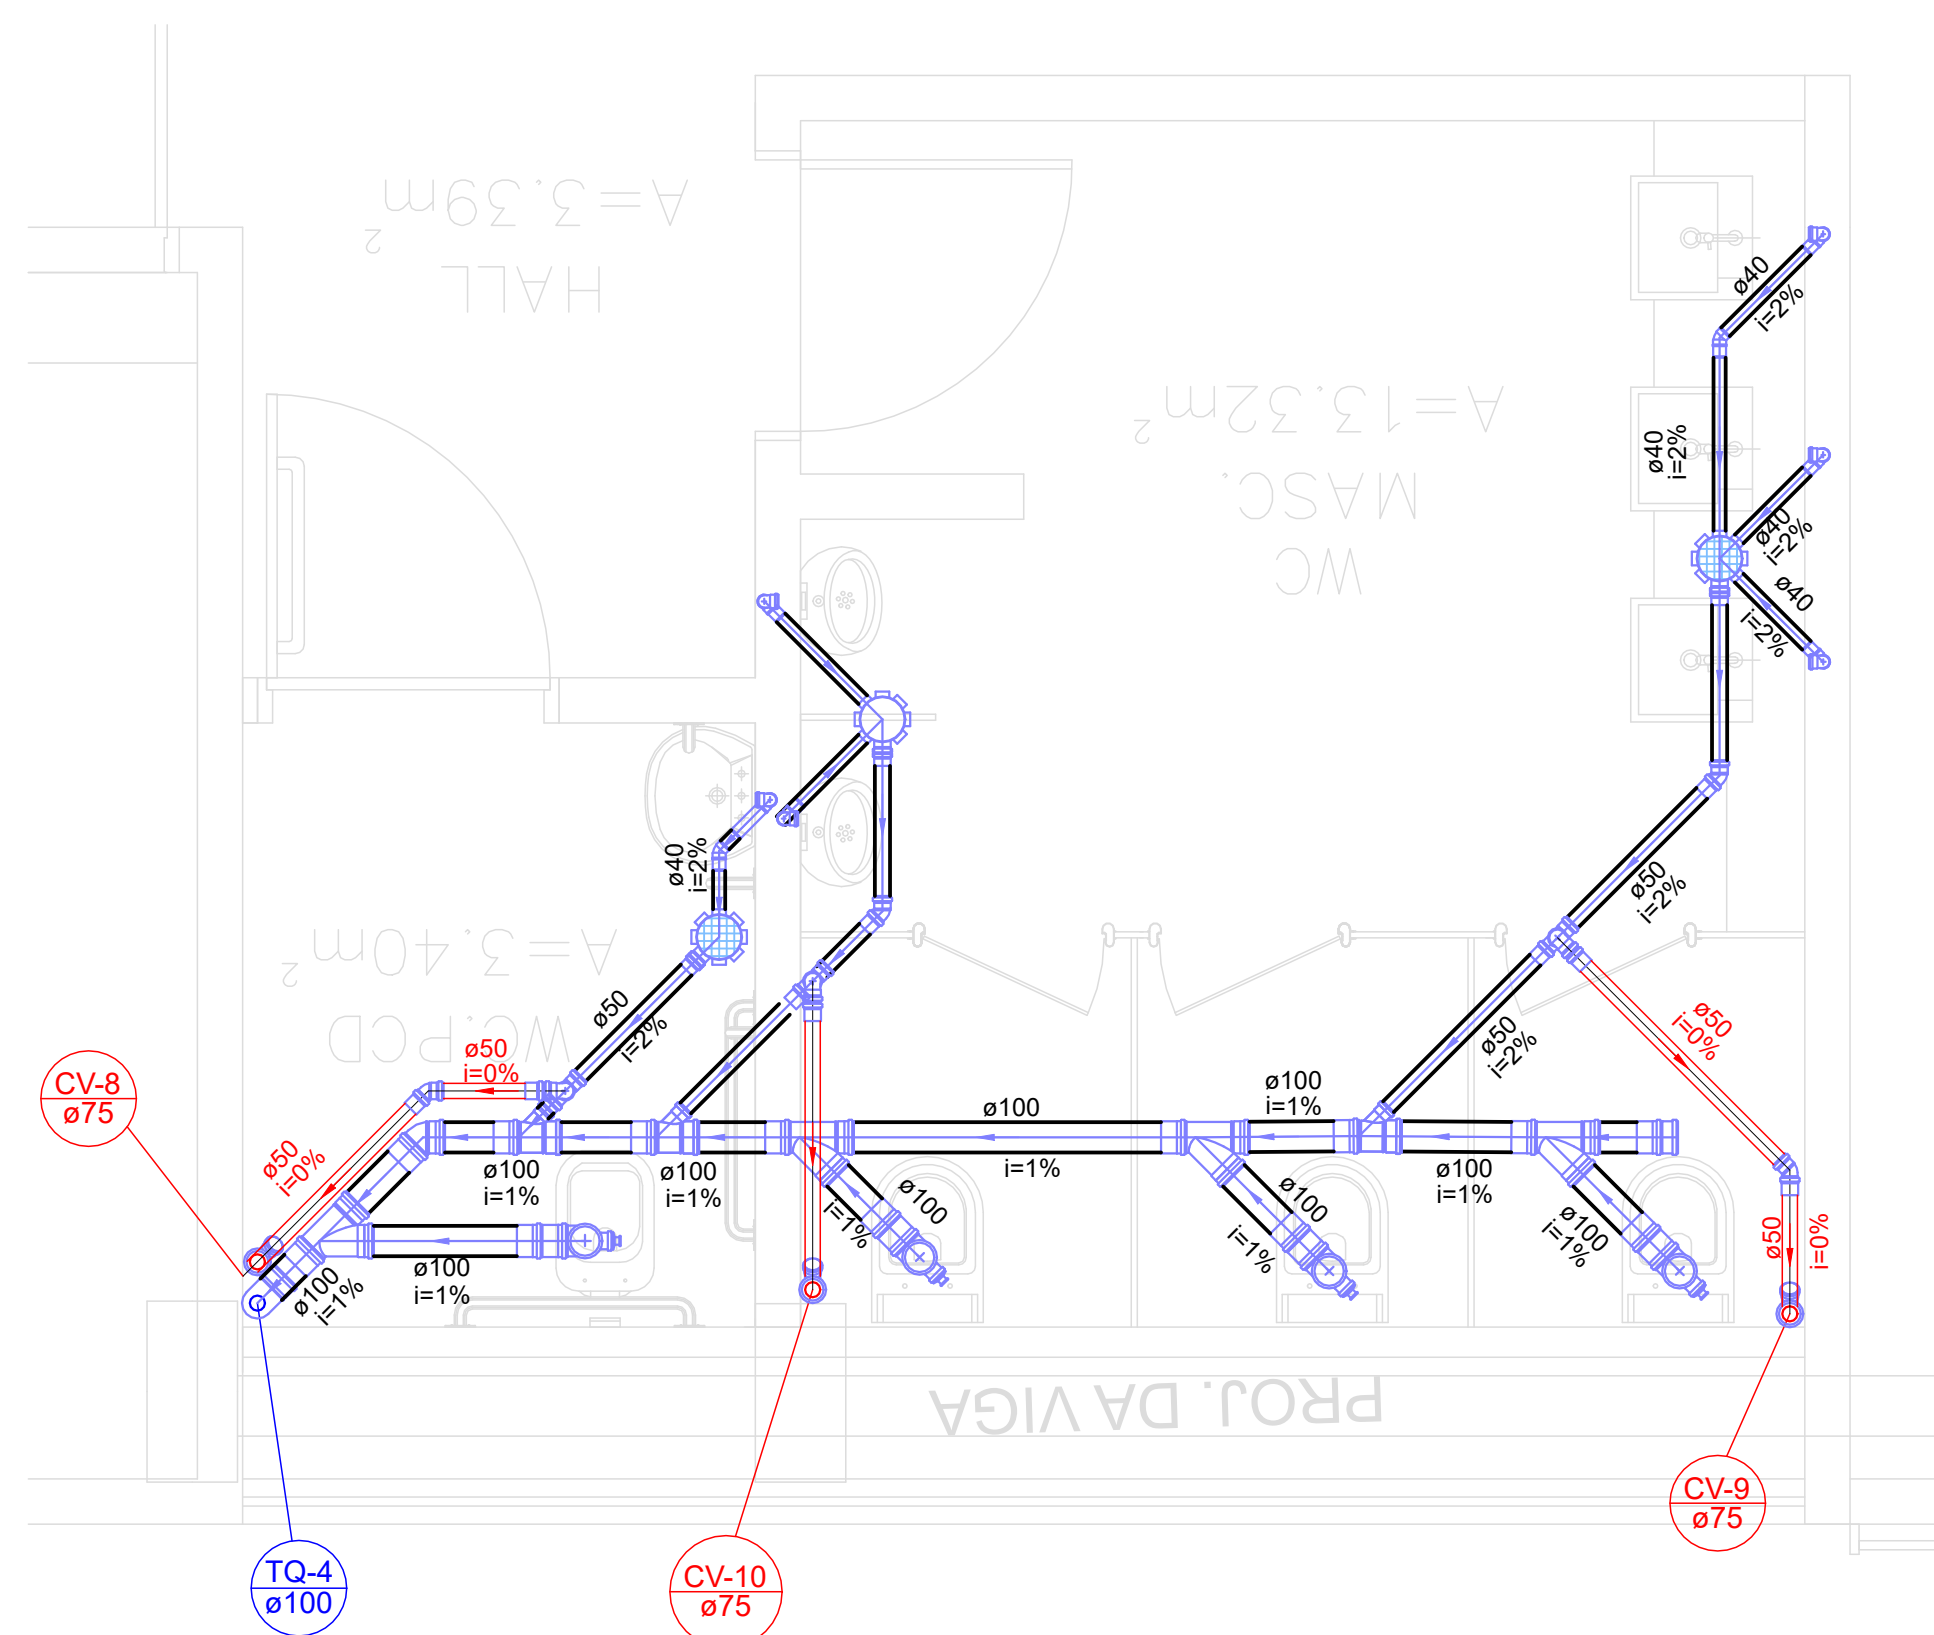 A=3.39m²
HALL
ø40
i=2%
A=13.32m²
MASC.
WC
ø40
i=2%
ø40
i=2%
ø40
i=2%
ø40
i=2%
A=3.40m²
WC.PCD
ø50
i=2%
ø50
i=2%
ø50
i=2%
ø50
i=0%
ø50
i=0%
ø50
i=0%
ø50
i=0%
CV-8
ø75
ø100
i=1%
ø100
i=1%
ø100
i=1%
ø100
i=1%
ø100
i=1%
ø100
i=1%
ø100
i=1%
ø100
i=1%
ø100
i=1%
ø100
i=1%
PROJ. DA VIGA
CV-9
ø75
TQ-4
ø100
CV-10
ø75